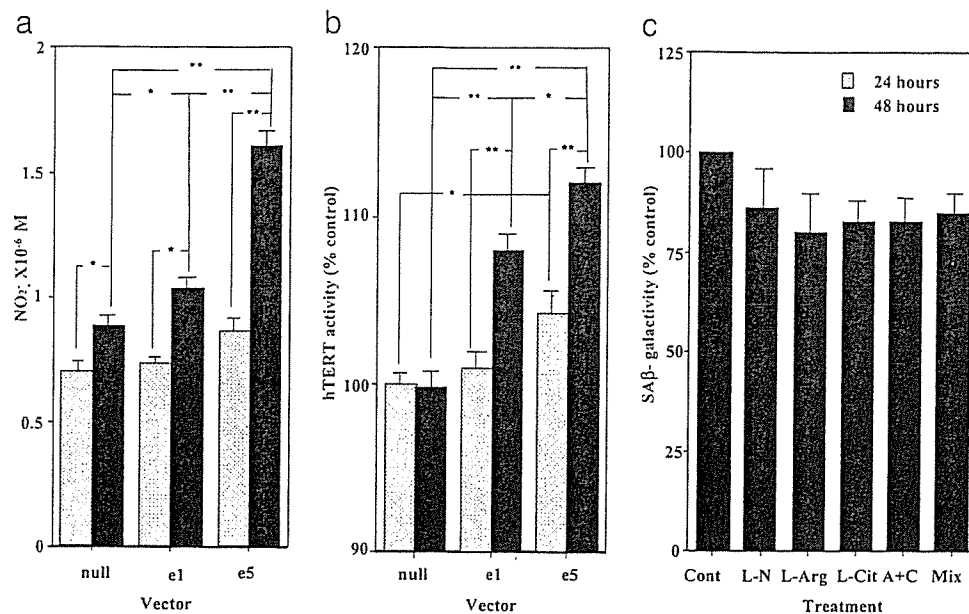 a
NO₂. X10⁻⁶ M
2
1.5
1
0.5
0
**
*
**
**
*
*
null
e1
e5
Vector
b
hTERT activity (% control)
120
110
100
90
**
**
*
**
**
*
null
e1
e5
Vector
c
SAβ- galactivity (% control)
125
100
75
50
25
0
24 hours
48 hours
Cont L-N L-Arg L-Cit A+C Mix
Treatment